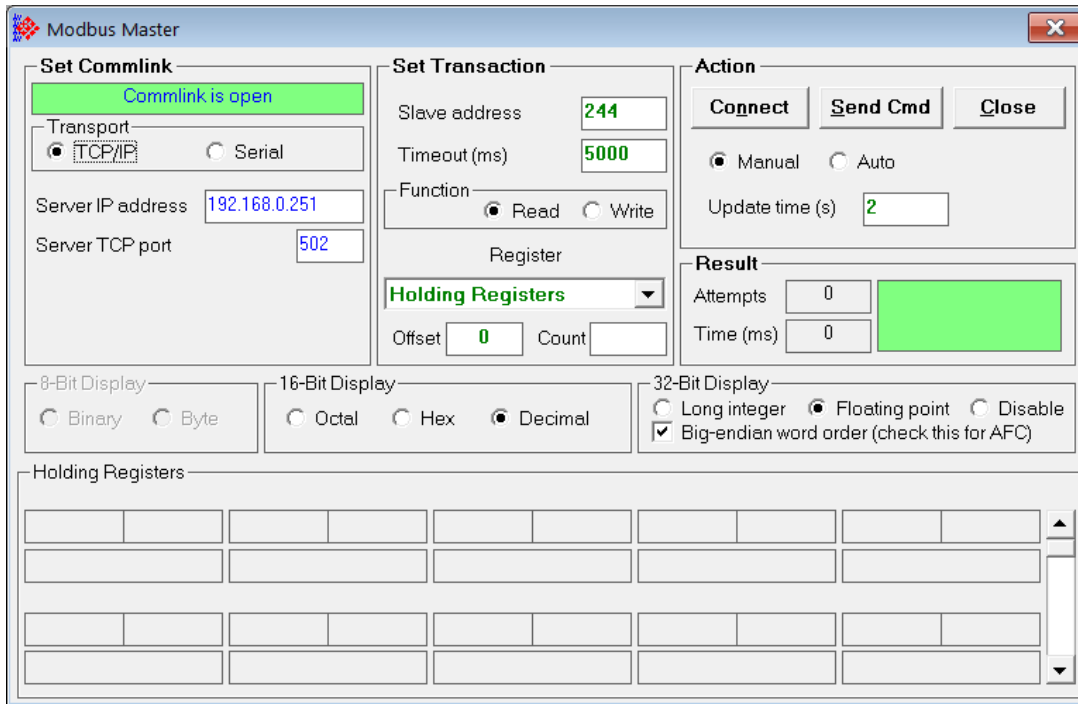 Modbus Master
Set Commlink
Commlink is open
Transport
TCP/IP Serial
Server IP address 192.168.0.251
Server TCP port 502
Set Transaction
Slave address 244
Timeout (ms) 5000
Function
Read Write
Register
Holding Registers
Offset 0 Count
Action
Connect Send Cmd Close
Manual Auto
Update time (s) 2
Result
Attempts 0
Time (ms) 0
8-Bit Display
Binary Byte
16-Bit Display
Octal Hex Decimal
32-Bit Display
Long integer Floating point Disable
Big-endian word order (check this for AFC)
Holding Registers